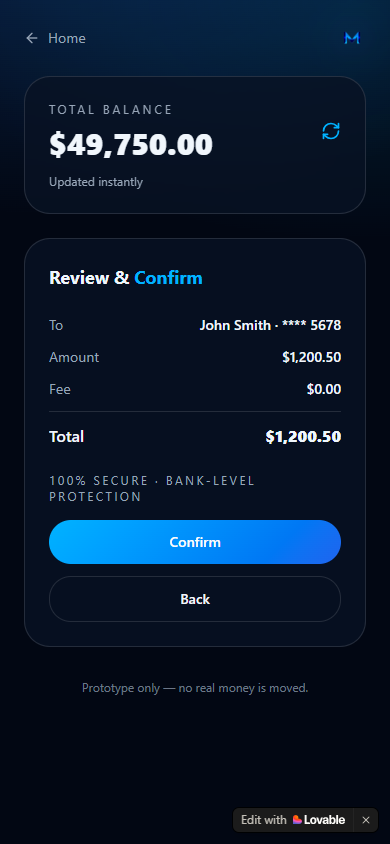 Home
TOTAL BALANCE
$49,750.00
Updated instantly
Review & Confirm
To John Smith · **** 5678
Amount $1,200.50
Fee $0.00
Total $1,200.50
100% SECURE · BANK-LEVEL
PROTECTION
Confirm
Back
Prototype only — no real money is moved.
Edit with Lovable